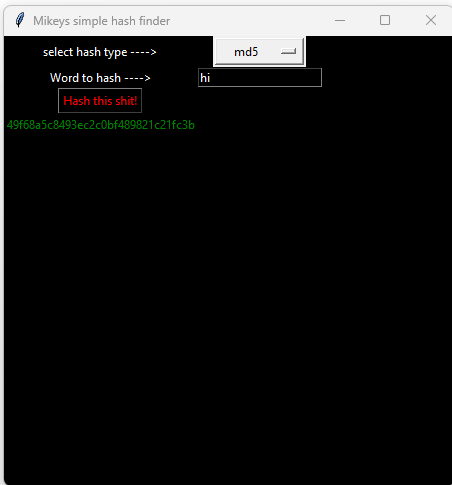 Mikeys simple hash finder
select hash type ---->
md5
Word to hash ---->
hi
Hash this shit!
49f68a5c8493ec2c0bf489821c21fc3b